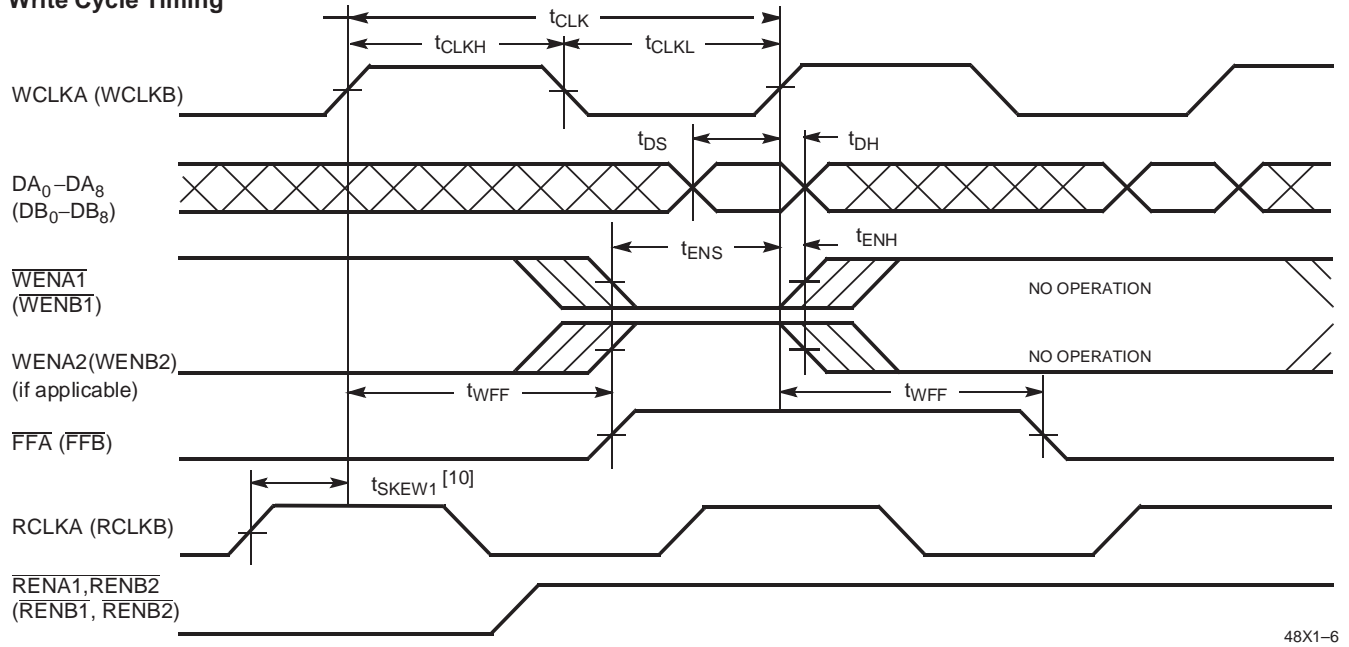 Write Cycle Timing
tCLK
tCLKH
tCLKL
WCLKA (WCLKB)
tDS
tDH
DA0–DA8
(DB0–DB8)
tENS
tENH
WENA1
(WENB1)
NO OPERATION
WENA2(WENB2)
(if applicable)
NO OPERATION
tWFF
tWFF
FFA (FFB)
tSKEW1 [10]
RCLKA (RCLKB)
RENA1,RENB2
(RENB1, RENB2)
48X1–6